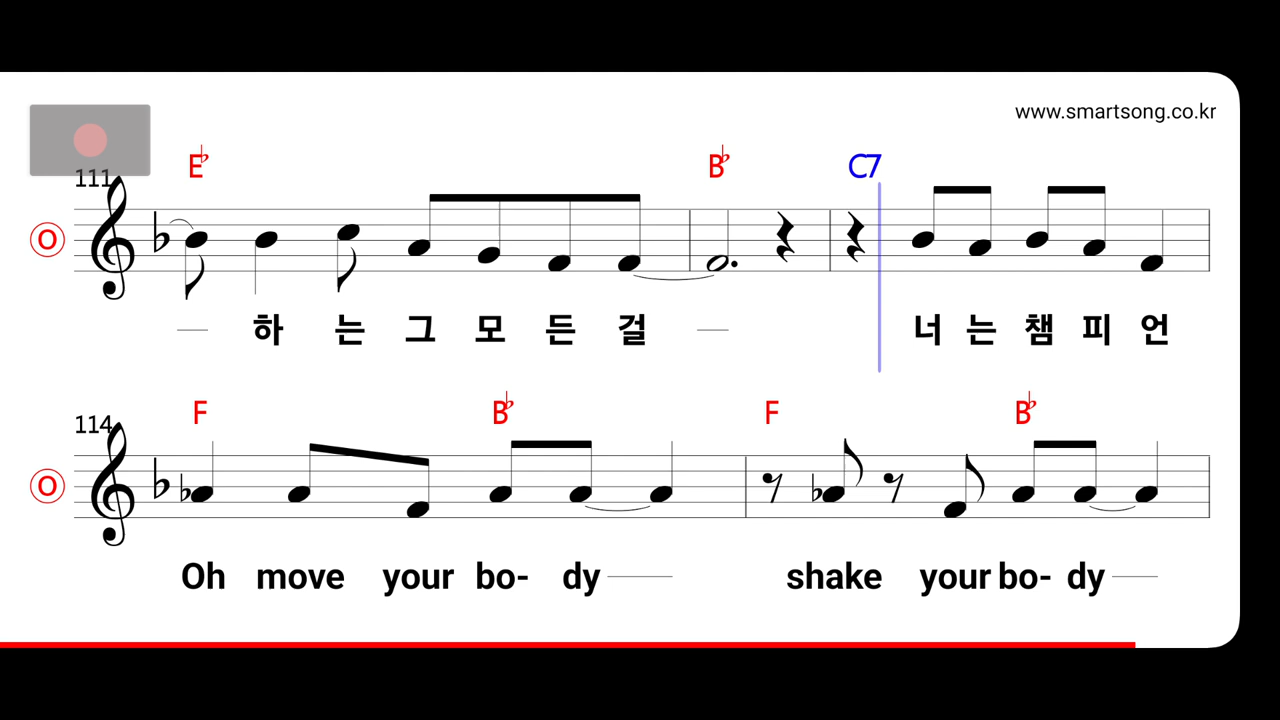 www.smartsong.co.kr
E♭ B♭ C7
111
O
하 는 그 모 든 걸 너 는 챔 피 언
F B♭ F B♭
114
O
Oh move your bo- dy shake your bo- dy